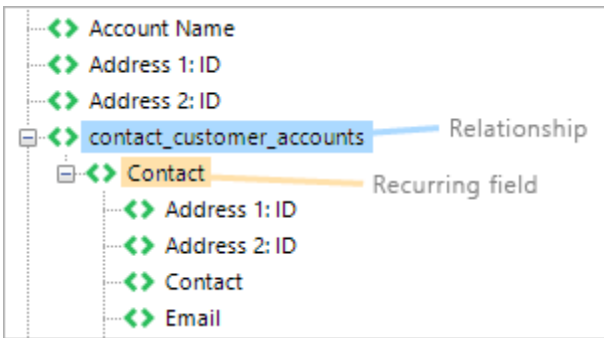 Account Name
Address 1: ID
Address 2: ID
contact_customer_accounts
Relationship
Contact
Recurring field
Address 1: ID
Address 2: ID
Contact
Email